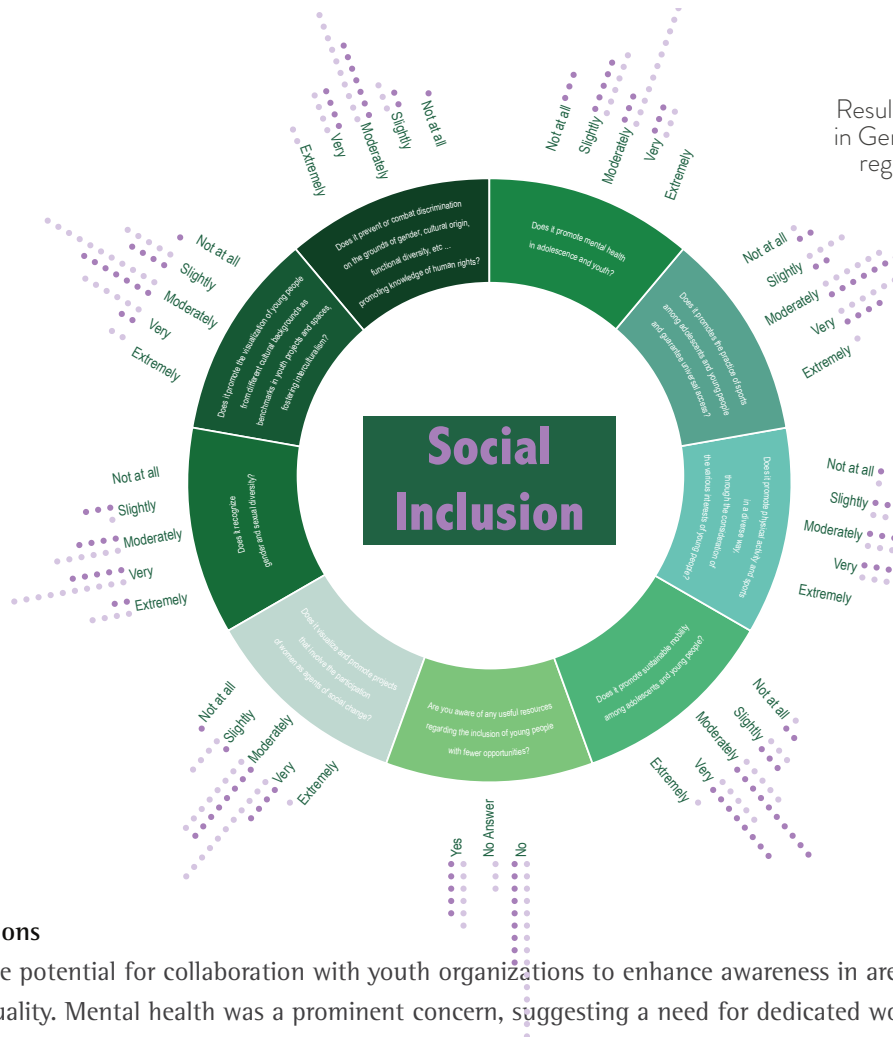 Resul
in Ger
reg
Not at all
Slightly
Moderately
Very
Extremely
Does it promote mental health
in adolescence and youth?
Not at all
Slightly
Moderately
Very
Extremely
Does it promotes the practice of sports
among adolescents and young people
and guarantee universal access?
Not at all
Slightly
Moderately
Very
Extremely
Does it promote physical activity and sports
in a diverse way,
through the consideration of
the various interests of young people?
Not at all
Slightly
Moderately
Very
Extremely
Does it promote sustainable mobility
among adolescents and young people?
Not at all
Slightly
Moderately
Very
Extremely
Are you aware of any useful resources
regarding the inclusion of young people
with fewer opportunities?
Yes
No Answer
No
Does it visualize and promote projects
that involve the participation
of women as agents of social change?
Not at all
Slightly
Moderately
Very
Extremely
Does it recognize
gender and sexual diversity?
Not at all
Slightly
Moderately
Very
Extremely
Does it promote the visualization of young people
from different cultural backgrounds as
benchmarks in youth projects and spaces,
fostering interculturalism?
Not at all
Slightly
Moderately
Very
Extremely
Does it prevent or combat discrimination
on the grounds of gender, cultural origin,
functional diversity, etc ...
promoting knowledge of human rights?
Not at all
Slightly
Moderately
Very
Extremely
Social
Inclusion
ons
e potential for collaboration with youth organizations to enhance awareness in are
uality. Mental health was a prominent concern, suggesting a need for dedicated wo